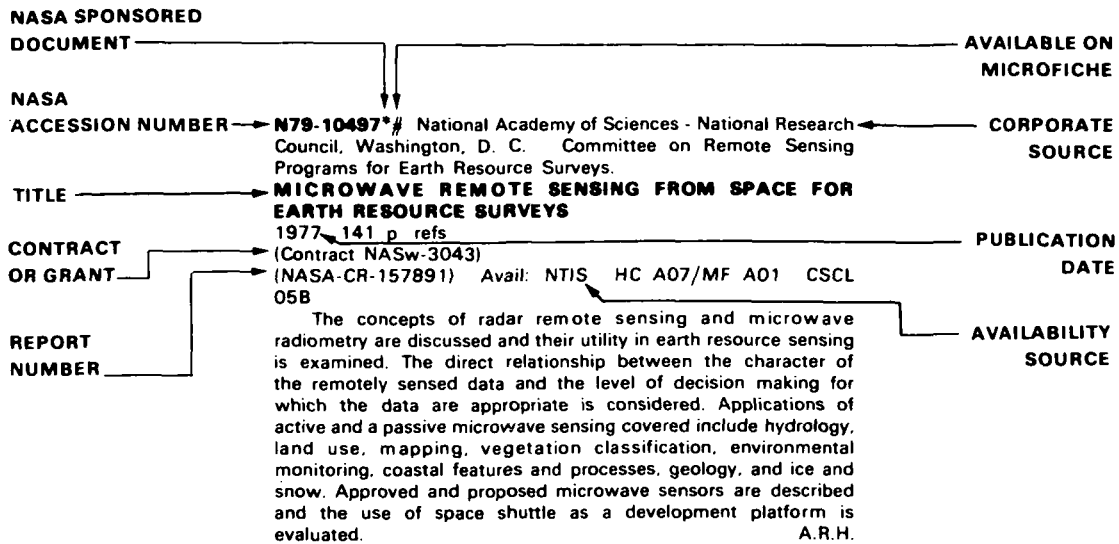 NASA SPONSORED
DOCUMENT
AVAILABLE ON
MICROFICHE
NASA
ACCESSION NUMBER
N79-10497*# National Academy of Sciences - National Research
Council, Washington, D. C. Committee on Remote Sensing
Programs for Earth Resource Surveys.
CORPORATE
SOURCE
TITLE
MICROWAVE REMOTE SENSING FROM SPACE FOR
EARTH RESOURCE SURVEYS
1977 141 p refs
PUBLICATION
DATE
CONTRACT
OR GRANT
(Contract NASw-3043)
(NASA-CR-157891) Avail: NTIS HC A07/MF A01 CSCL
05B
AVAILABILITY
SOURCE
REPORT
NUMBER
The concepts of radar remote sensing and microwave
radiometry are discussed and their utility in earth resource sensing
is examined. The direct relationship between the character of
the remotely sensed data and the level of decision making for
which the data are appropriate is considered. Applications of
active and a passive microwave sensing covered include hydrology,
land use, mapping, vegetation classification, environmental
monitoring, coastal features and processes, geology, and ice and
snow. Approved and proposed microwave sensors are described
and the use of space shuttle as a development platform is
evaluated. A.R.H.